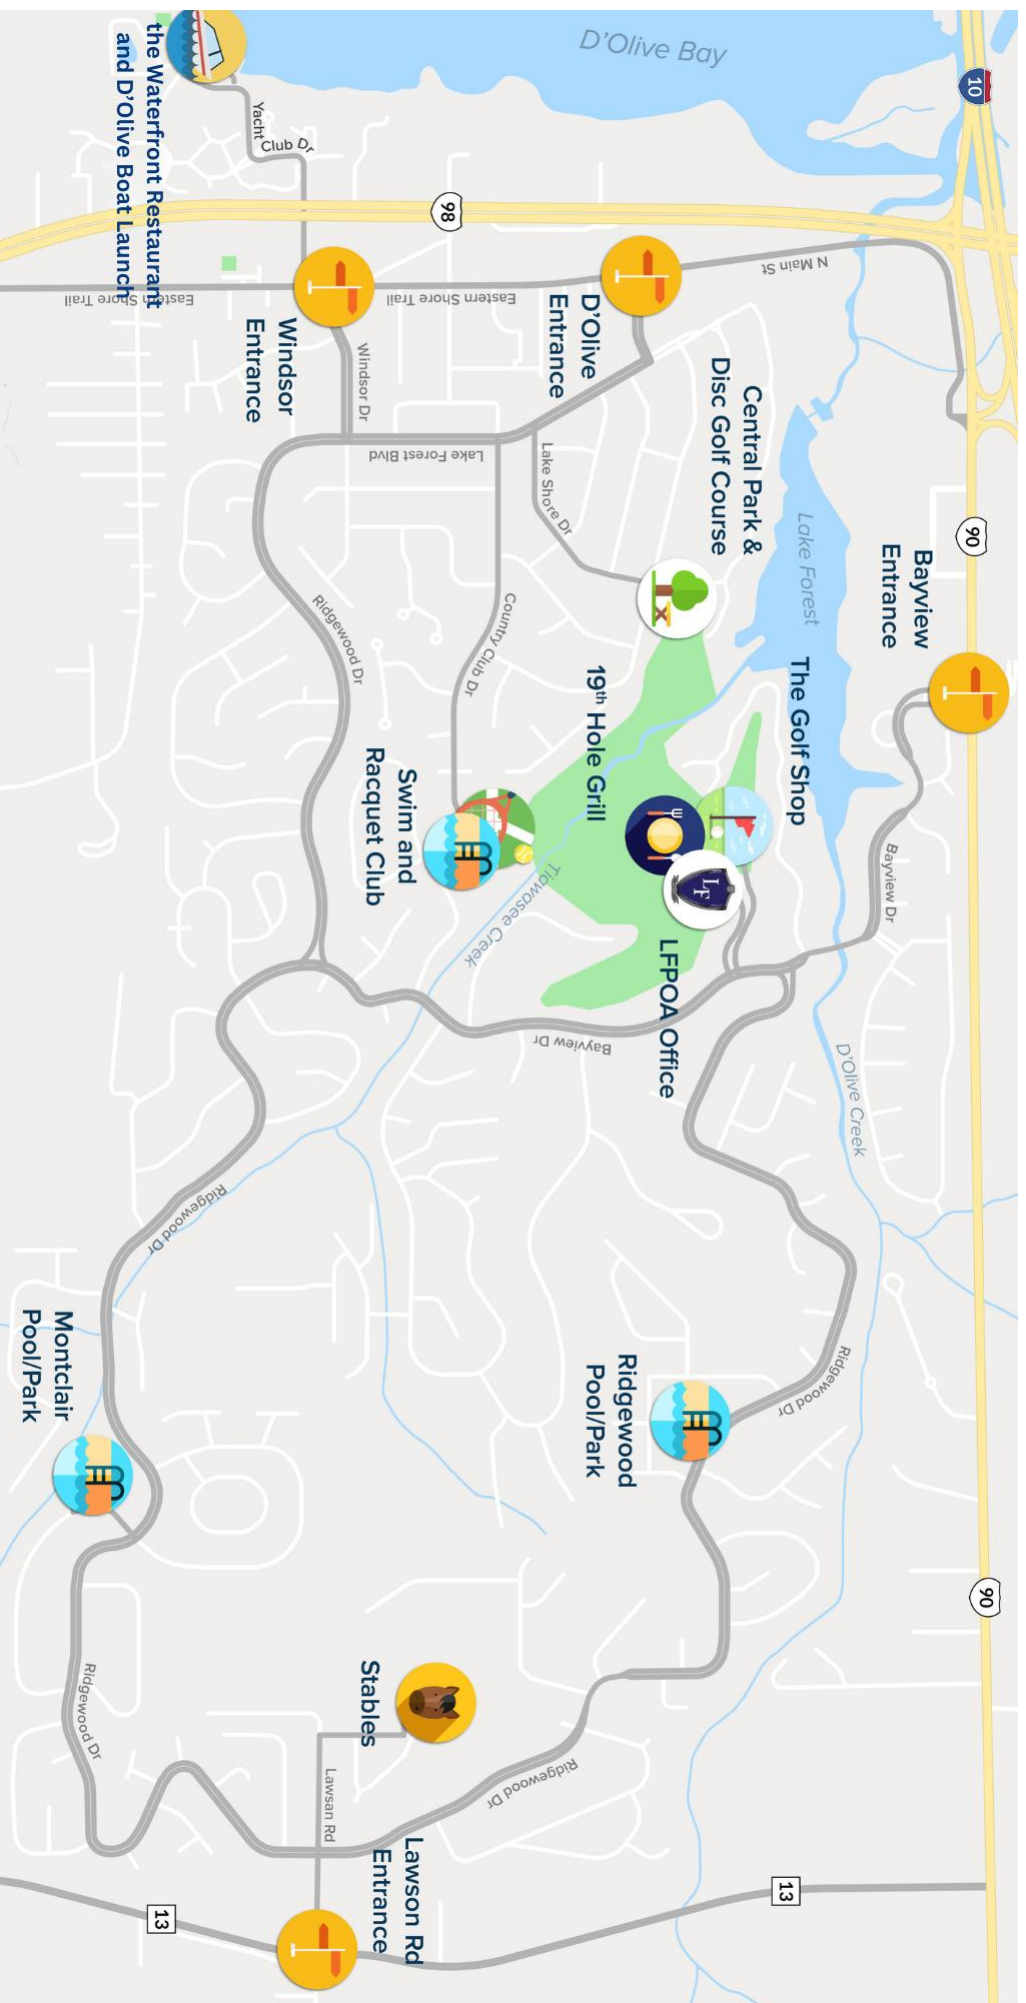 D'Olive Bay
10
the Waterfront Restaurant
and D'Olive Boat Launch
Yacht Club Dr
98
N Main St
Eastern Shore Trail
Eastern Shore Trail
D'Olive
Entrance
Windsor
Entrance
Windsor Dr
Lake Forest Blvd
Lake Shore Dr
Central Park &
Disc Golf Course
Lake Forest
90
Bayview
Entrance
The Golf Shop
19th Hole Grill
Country Club Dr
Ridgewood Dr
Swim and
Racquet Club
LF
Tiawasee Creek
Bayview Dr
LFPOA Office
Bayview Dr
D'Olive Creek
Ridgewood Dr
Ridgewood Dr
Montclair
Pool/Park
Ridgewood
Pool/Park
90
Stables
Ridgewood Dr
Ridgewood Dr
Lawsan Rd
Lawson Rd
Entrance
13
13